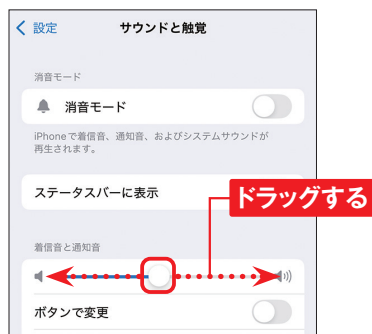 設定
サウンドと触覚
消音モード
消音モード
iPhoneで着信音、通知音、およびシステムサウンドが
再生されます。
ステータスバーに表示
ドラッグする
着信音と通知音
ボタンで変更